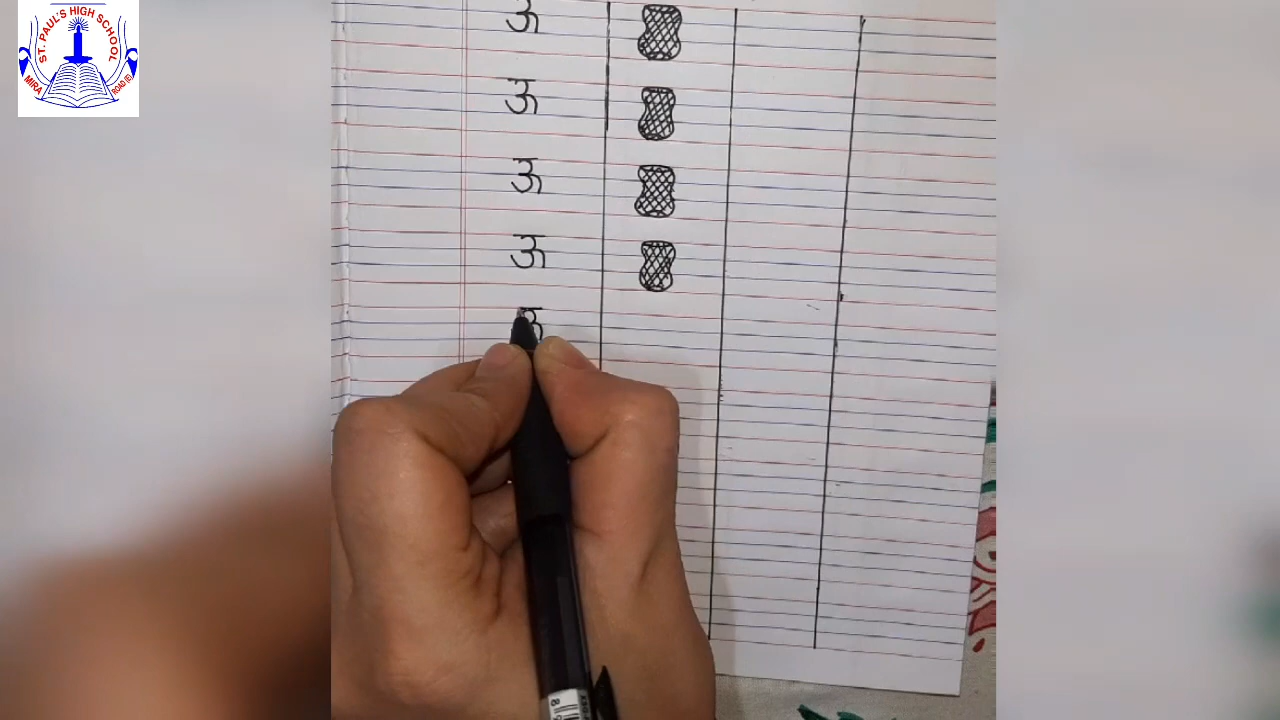 ST. PAUL'S HIGH SCHOOL
MIRA ROAD (E)
ऊ
ऊ
ऊ
ऊ